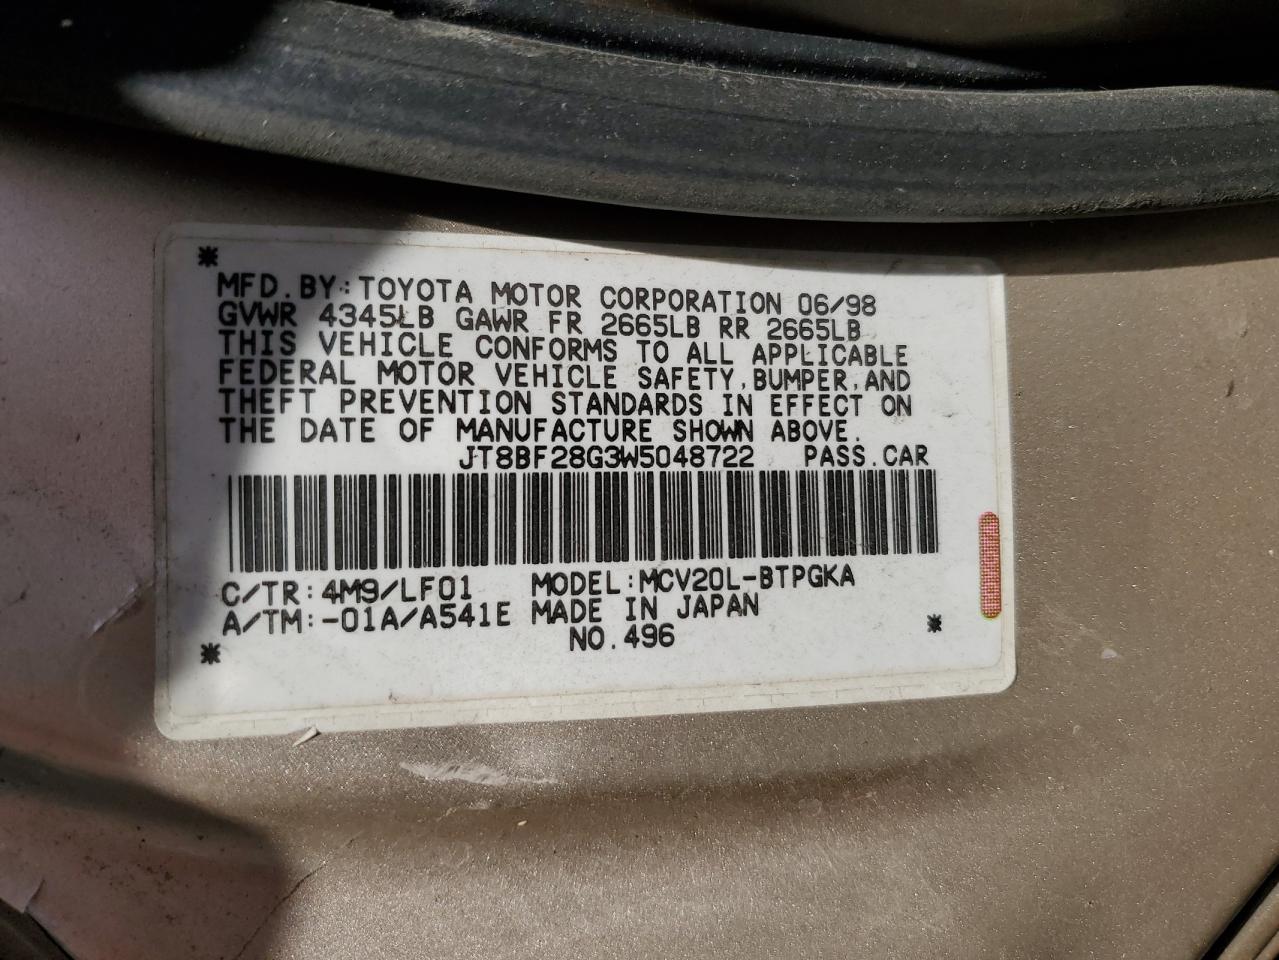 MFD. BY: TOYOTA MOTOR CORPORATION 06/98
GVWR 4345LB GAWR FR 2665LB RR 2665LB
THIS VEHICLE CONFORMS TO ALL APPLICABLE
FEDERAL MOTOR VEHICLE SAFETY, BUMPER, AND
THEFT PREVENTION STANDARDS IN EFFECT ON
THE DATE OF MANUFACTURE SHOWN ABOVE.
JT8BF28G3W5048722 PASS. CAR
C/TR: 4M9/LF01 MODEL: MCV20L-BTPGKA
A/TM: -01A/A541E MADE IN JAPAN
NO. 496